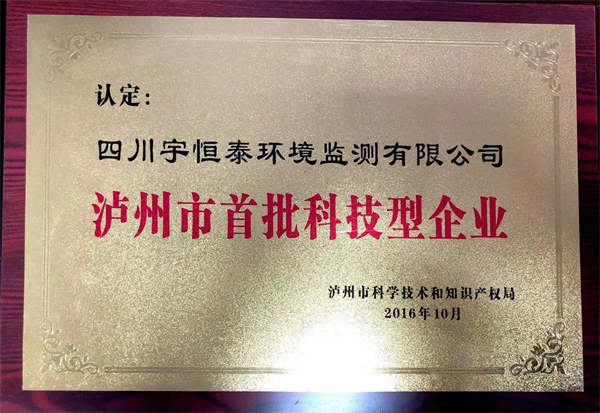 认定：
四川宇恒泰环境监测有限公司
泸州市首批科技型企业
泸州市科学技术和知识产权局
2016年10月